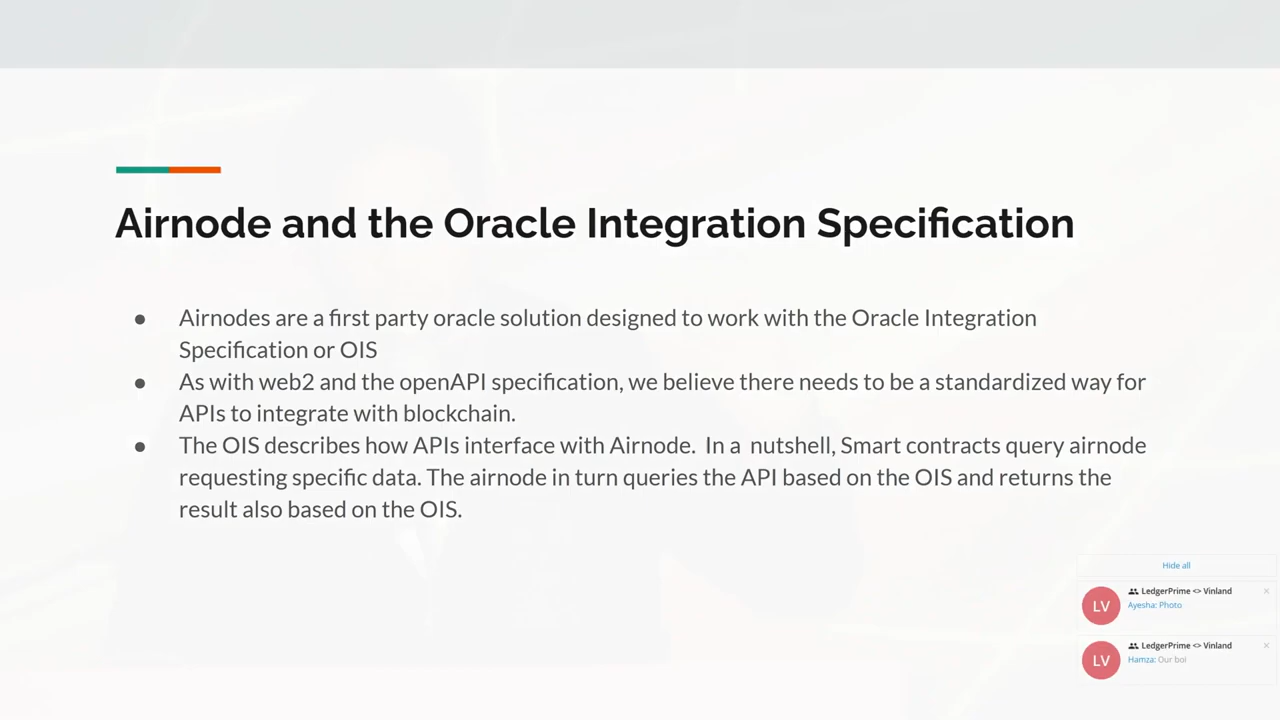 Airnode and the Oracle Integration Specification
● Airnodes are a first party oracle solution designed to work with the Oracle Integration
Specification or OIS
● As with web2 and the openAPI specification, we believe there needs to be a standardized way for
APIs to integrate with blockchain.
● The OIS describes how APIs interface with Airnode. In a nutshell, Smart contracts query airnode
requesting specific data. The airnode in turn queries the API based on the OIS and returns the
result also based on the OIS.
Hide all
LV
LedgerPrime <> Vinland
Ayesha: Photo
LV
LedgerPrime <> Vinland
Hamza: Our boi